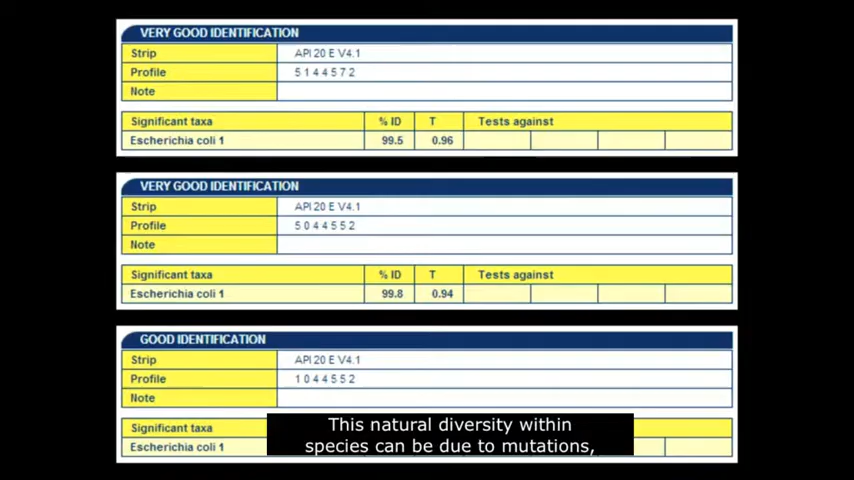 VERY GOOD IDENTIFICATION
Strip API 20 E V4.1
Profile 5 1 4 4 5 7 2
Note
Significant taxa % ID T Tests against
Escherichia coli 1 99.5 0.96
VERY GOOD IDENTIFICATION
Strip API 20 E V4.1
Profile 5 0 4 4 5 5 2
Note
Significant taxa % ID T Tests against
Escherichia coli 1 99.8 0.94
GOOD IDENTIFICATION
Strip API 20 E V4.1
Profile 1 0 4 4 5 5 2
Note
Significant taxa
Escherichia coli 1
This natural diversity within
species can be due to mutations,